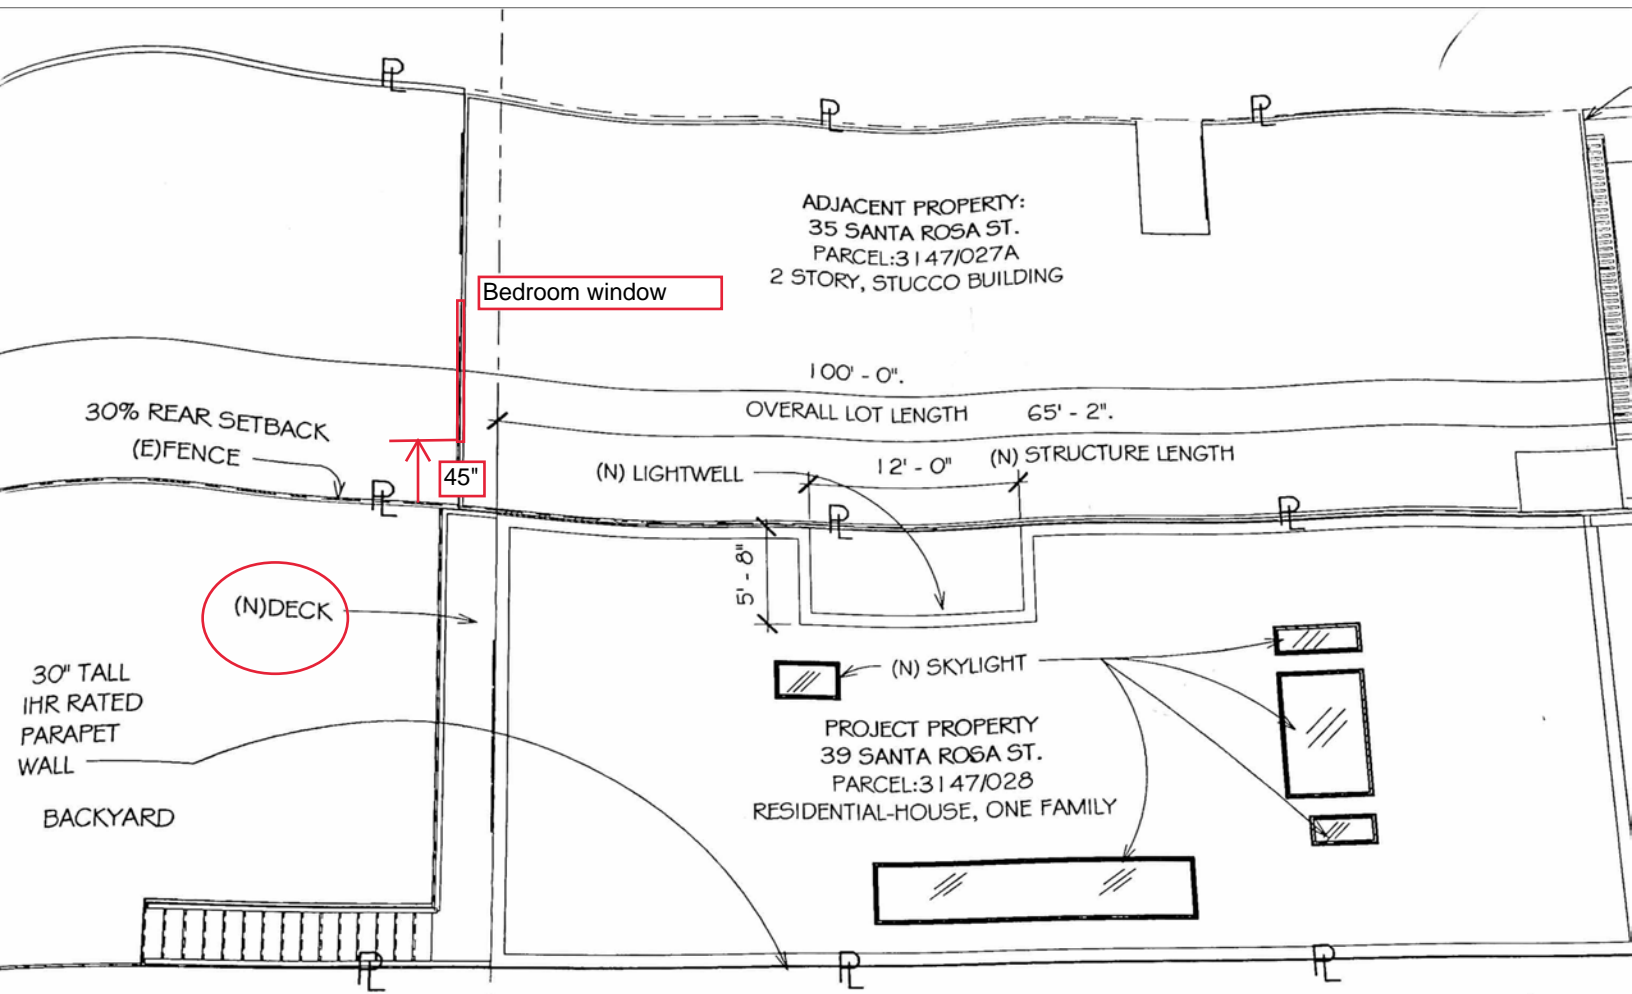 PL
PL
PL
ADJACENT PROPERTY:
35 SANTA ROSA ST.
PARCEL:3147/027A
2 STORY, STUCCO BUILDING
Bedroom window
100' - 0".
OVERALL LOT LENGTH 65' - 2".
(N) STRUCTURE LENGTH
30% REAR SETBACK
(E)FENCE
45"
(N) LIGHTWELL
12' - 0"
PL
PL
PL
5' - 8"
(N)DECK
(N) SKYLIGHT
30" TALL
IHR RATED
PARAPET
WALL
BACKYARD
PROJECT PROPERTY
39 SANTA ROSA ST.
PARCEL:3147/028
RESIDENTIAL-HOUSE, ONE FAMILY
PL
PL
PL